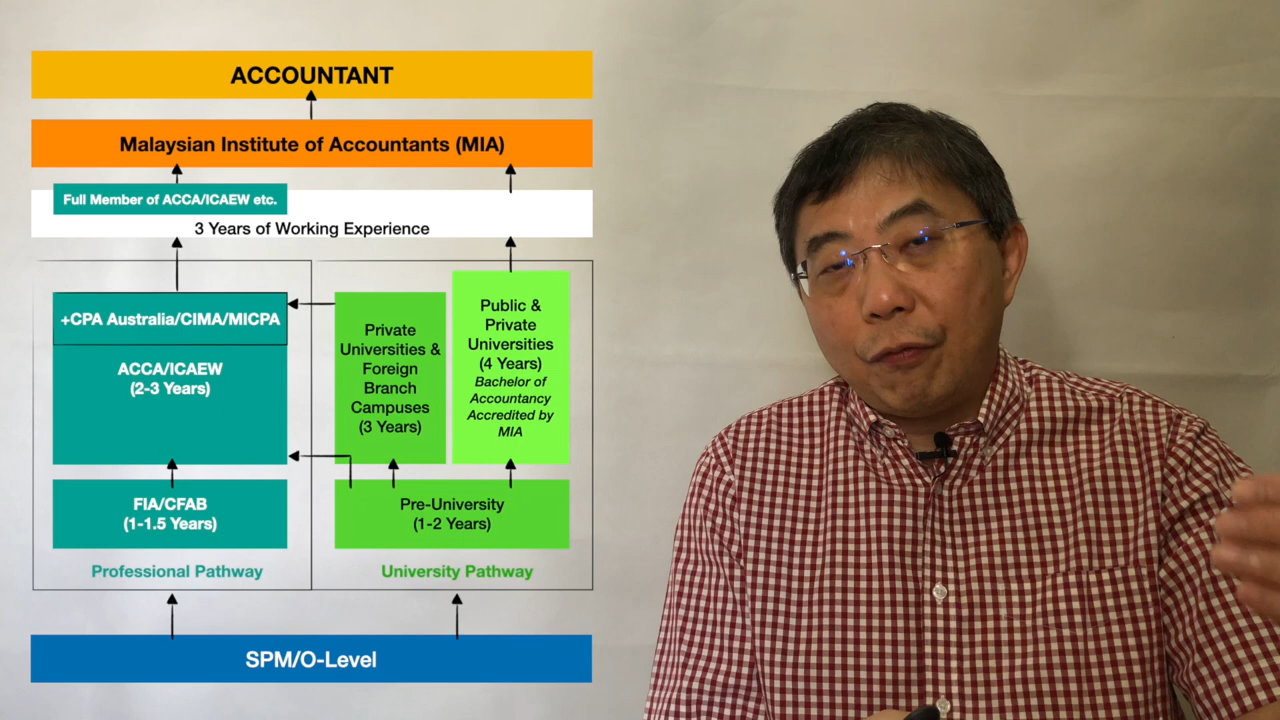 ACCOUNTANT
Malaysian Institute of Accountants (MIA)
Full Member of ACCA/ICAEW etc.
3 Years of Working Experience
+CPA Australia/CIMA/MICPA
ACCA/ICAEW
(2-3 Years)
FIA/CFAB
(1-1.5 Years)
Professional Pathway
Private
Universities &
Foreign
Branch
Campuses
(3 Years)
Public &
Private
Universities
(4 Years)
Bachelor of
Accountancy
Accredited by
MIA
Pre-University
(1-2 Years)
University Pathway
SPM/O-Level